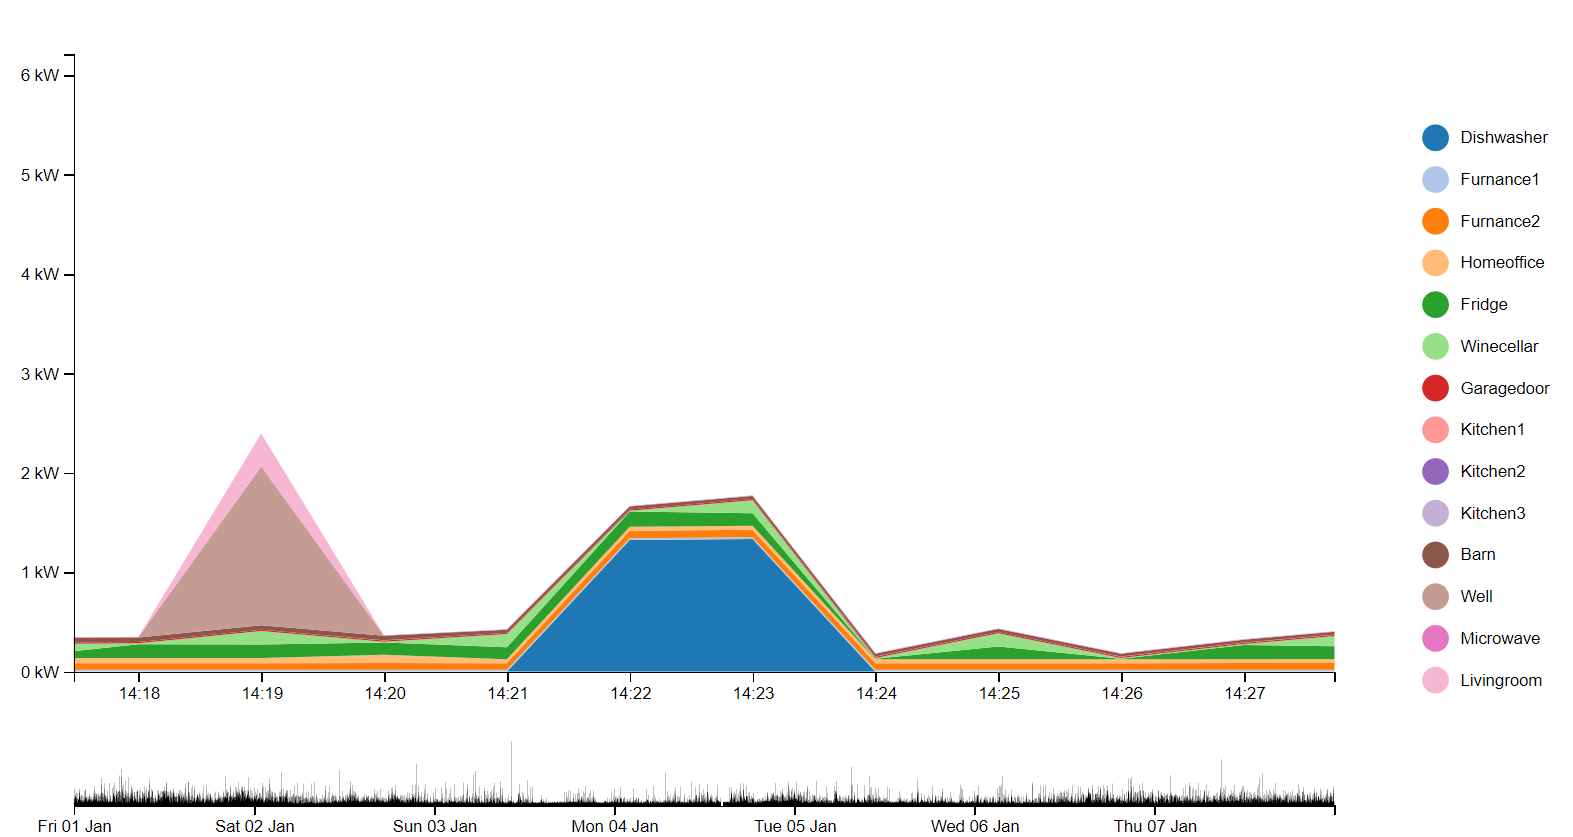 6 kW
5 kW
4 kW
3 kW
2 kW
1 kW
0 kW
14:18 14:19 14:20 14:21 14:22 14:23 14:24 14:25 14:26 14:27
Dishwasher
Furnance1
Furnance2
Homeoffice
Fridge
Winecellar
Garagedoor
Kitchen1
Kitchen2
Kitchen3
Barn
Well
Microwave
Livingroom
Fri 01 Jan Sat 02 Jan Sun 03 Jan Mon 04 Jan Tue 05 Jan Wed 06 Jan Thu 07 Jan